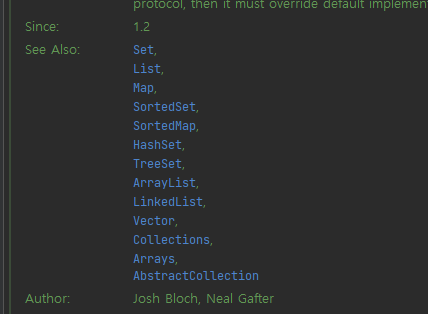 protocol, then it must override default implemen
Since: 1.2
See Also: Set,
List,
Map,
SortedSet,
SortedMap,
HashSet,
TreeSet,
ArrayList,
LinkedList,
Vector,
Collections,
Arrays,
AbstractCollection
Author: Josh Bloch, Neal Gafter